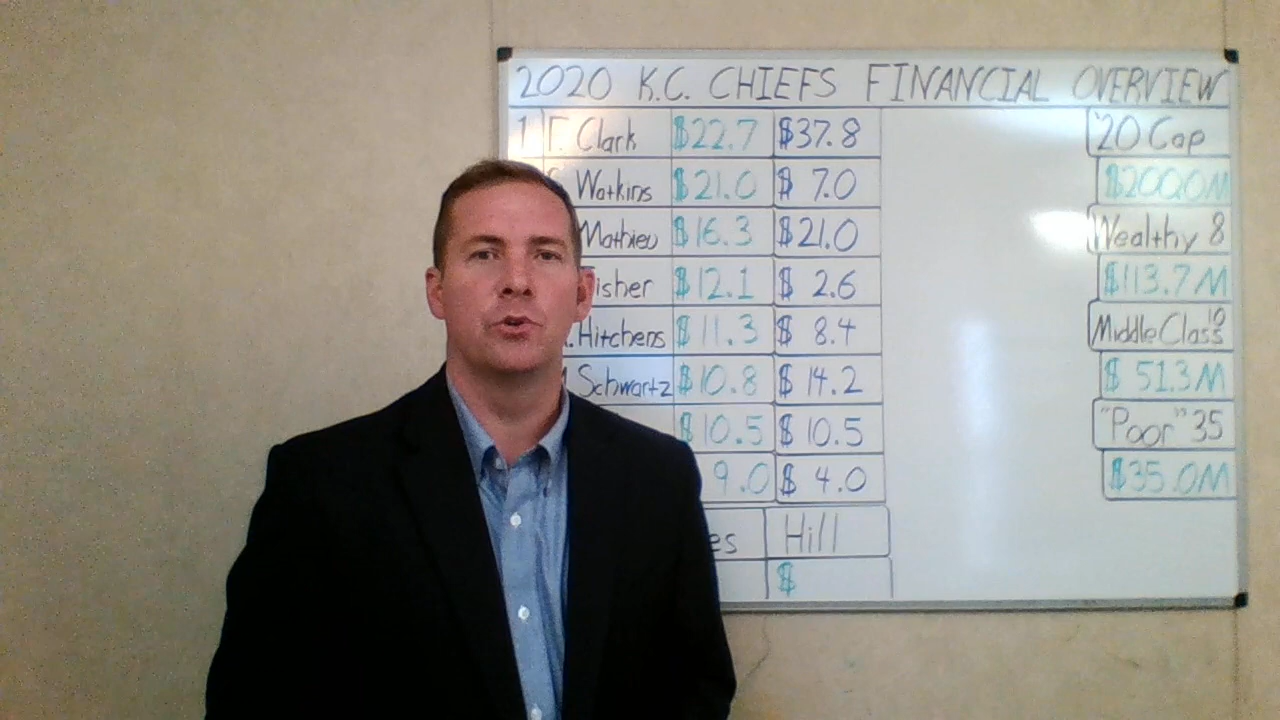 2020 K.C. CHIEFS FINANCIAL OVERVIEW
1 F. Clark $22.7 $37.8 '20 Cap
Watkins $21.0 $ 7.0 $200.0M
Mathieu $16.3 $21.0 Wealthy 8
isher $12.1 $ 2.6 $113.7M
Hitchens $11.3 $ 8.4 Middle Class 10
Schwartz $10.8 $ 14.2 $ 51.3M
$10.5 $ 10.5 "Poor" 35
9.0 $ 4.0 $35.0M
es Hill
$